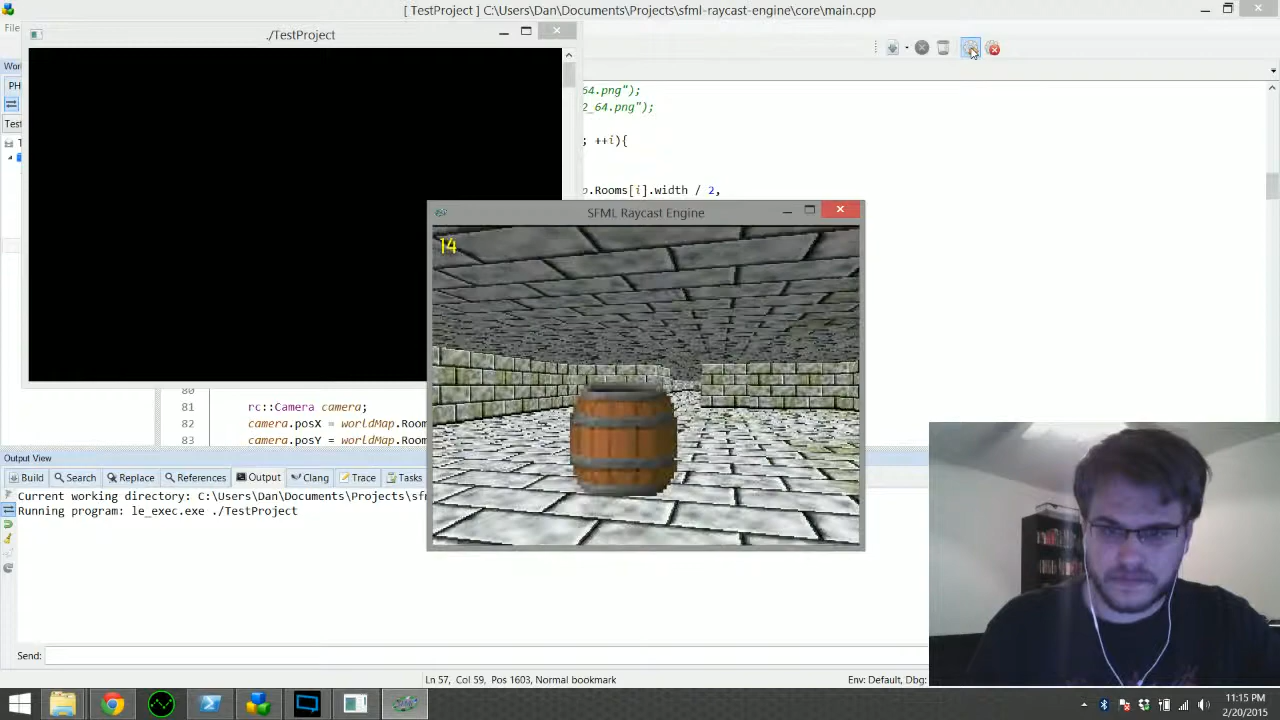 [ TestProject ] C:\Users\Dan\Documents\Projects\sfml-raycast-engine\core\main.cpp
./TestProject
64.png");
2_64.png");
; ++i){
.Rooms[i].width / 2,
SFML Raycast Engine
14
80
81 rc::Camera camera;
82 camera.posX = worldMap.Room
83 camera.posY = worldMap.Room
Output View
Build Search Replace References Output Clang Trace Tasks
Current working directory: C:\Users\Dan\Documents\Projects\sfm
Running program: le_exec.exe ./TestProject
Send:
Ln 57, Col 59, Pos 1603, Normal bookmark
Env: Default, Dbg:
11:15 PM
2/20/2015